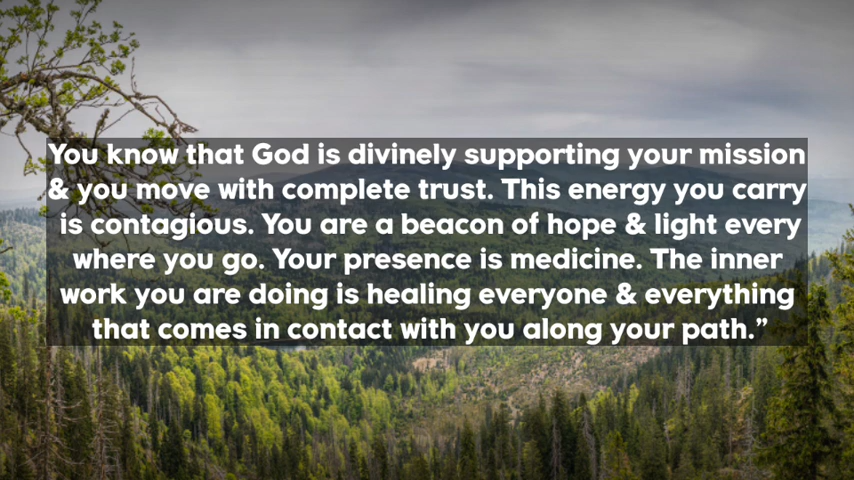 You know that God is divinely supporting your mission
& you move with complete trust. This energy you carry
is contagious. You are a beacon of hope & light every
where you go. Your presence is medicine. The inner
work you are doing is healing everyone & everything
that comes in contact with you along your path.”